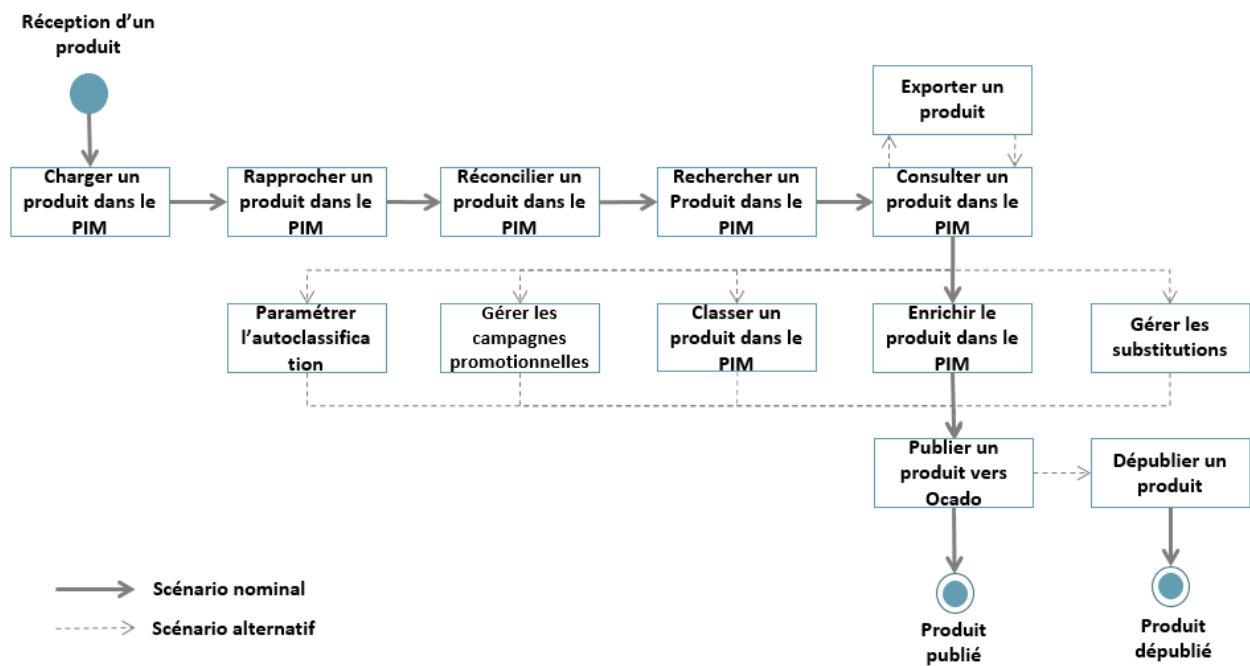 Réception d’un
produit
Exporter un
produit
Charger un
produit dans le
PIM
Rapprocher un
produit dans le
PIM
Réconcilier un
produit dans le
PIM
Rechercher un
Produit dans le
PIM
Consulter un
produit dans le
PIM
Paramétrer
l’autoclassifica
tion
Gérer les
campagnes
promotionnelles
Classer un
produit dans le
PIM
Enrichir le
produit dans le
PIM
Gérer les
substitutions
Publier un
produit vers
Ocado
Dépublier un
produit
Scénario nominal
Scénario alternatif
Produit
publié
Produit
dépublié